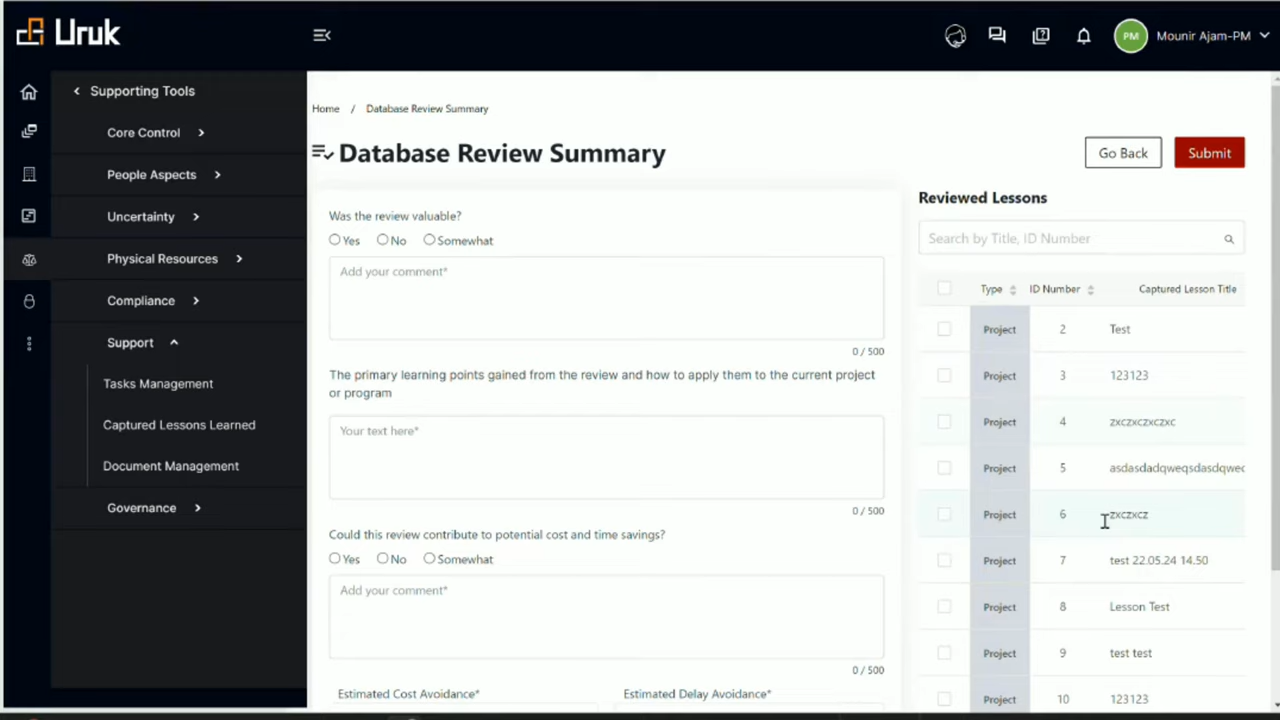 Uruk
PM
Mounir Ajam-PM
Supporting Tools
Core Control
People Aspects
Uncertainty
Physical Resources
Compliance
Support
Tasks Management
Captured Lessons Learned
Document Management
Governance
Home / Database Review Summary
Database Review Summary
Go Back
Submit
Was the review valuable?
Yes No Somewhat
Add your comment*
0 / 500
The primary learning points gained from the review and how to apply them to the current project
or program
Your text here*
0 / 500
Could this review contribute to potential cost and time savings?
Yes No Somewhat
Add your comment*
0 / 500
Estimated Cost Avoidance* Estimated Delay Avoidance*
Reviewed Lessons
Search by Title, ID Number
Type ID Number Captured Lesson Title
Project 2 Test
Project 3 123123
Project 4 zxczxczxczxc
Project 5 asdasdadqweqsdasdqwec
Project 6 zxczxcz
Project 7 test 22.05.24 14.50
Project 8 Lesson Test
Project 9 test test
Project 10 123123